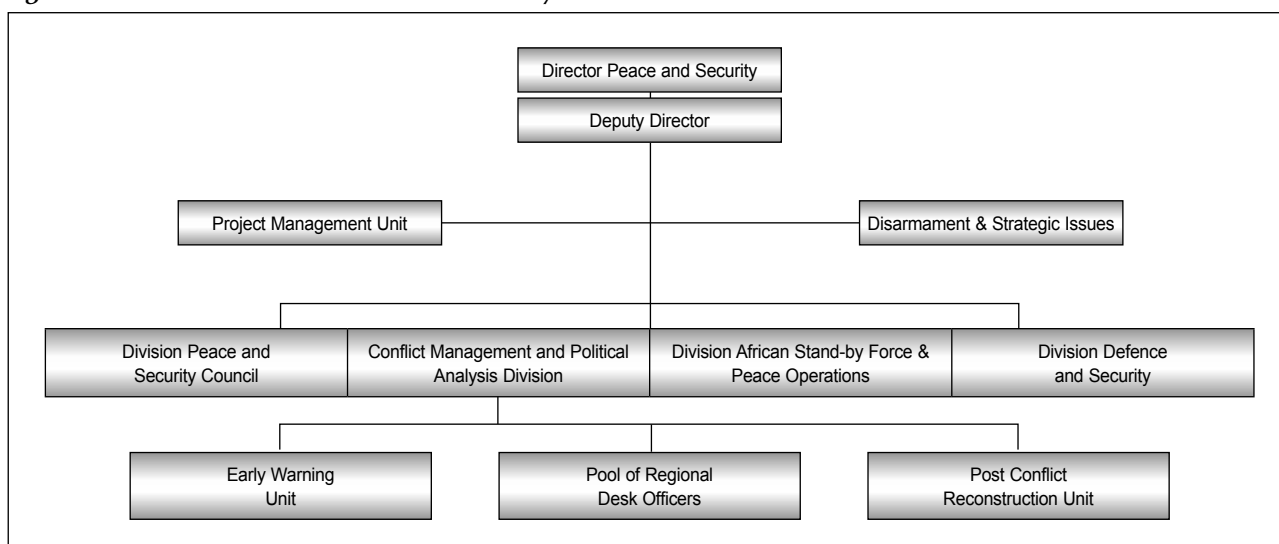 Director Peace and Security
Deputy Director
Project Management Unit
Disarmament & Strategic Issues
Division Peace and
Security Council
Conflict Management and Political
Analysis Division
Division African Stand-by Force &
Peace Operations
Division Defence
and Security
Early Warning
Unit
Pool of Regional
Desk Officers
Post Conflict
Reconstruction Unit